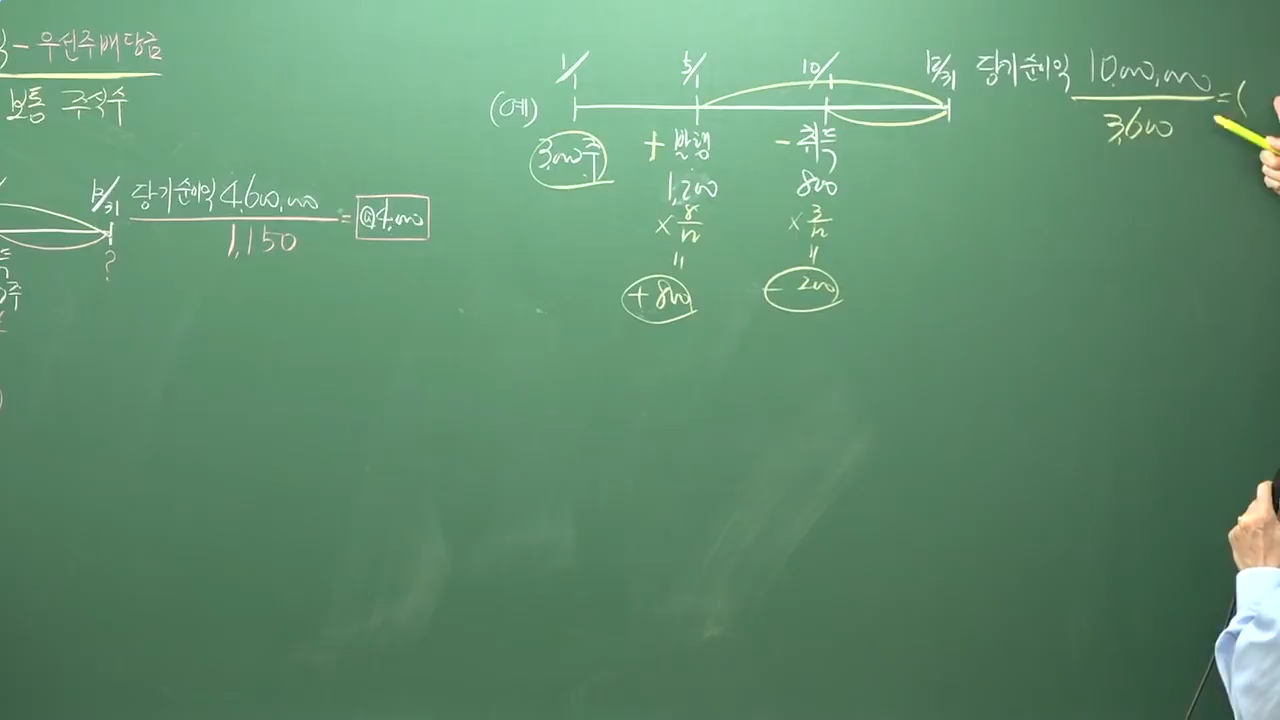 - 우선주배당금
보통 주식수
12/31 당기순이익 4,600,000
1,150
= @4,000
?
주
(예)
1/1
5/1
10/1
12/31
3,000주
+ 발행
1,200
× 8/12
"
+ 800
- 취득
800
× 3/12
"
- 200
당기순이익 10,000,000
3,600
= (